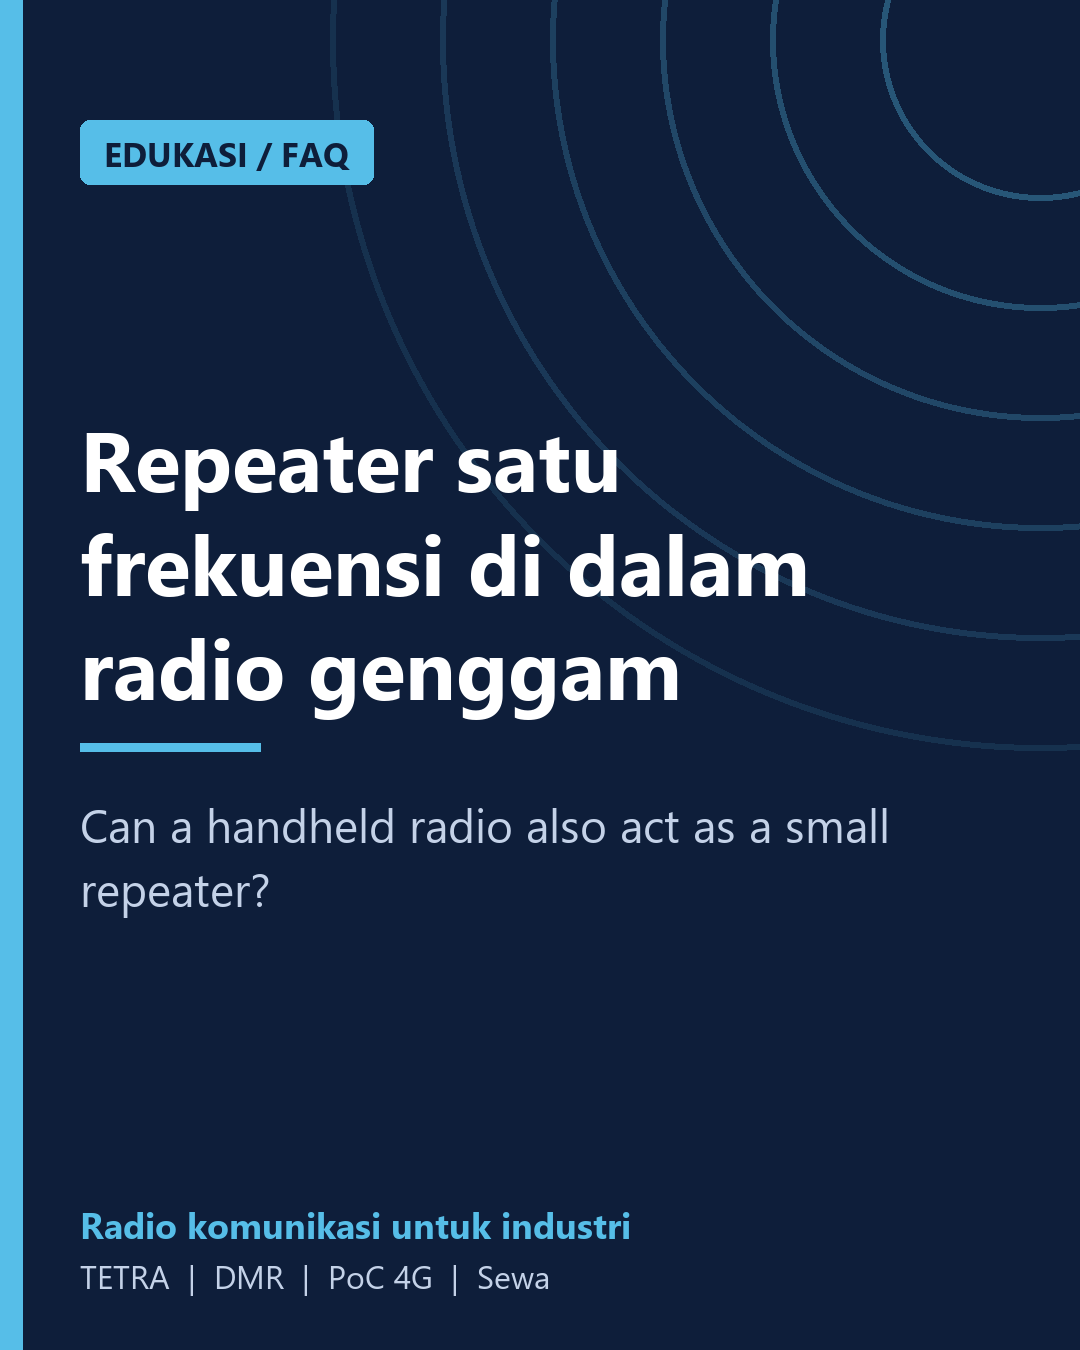 EDUKASI / FAQ
Repeater satu
frekuensi di dalam
radio genggam
Can a handheld radio also act as a small
repeater?
Radio komunikasi untuk industri
TETRA | DMR | PoC 4G | Sewa